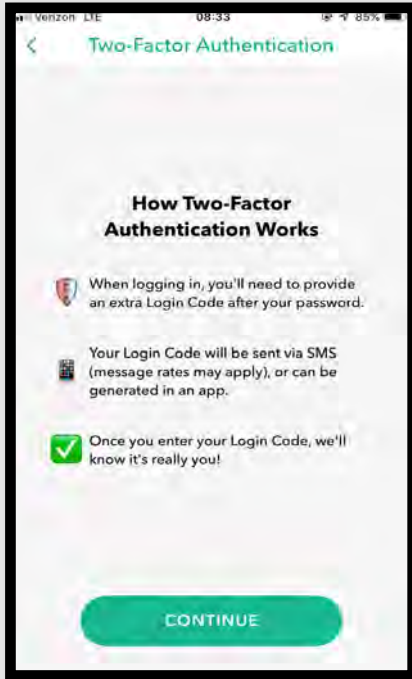 Verizon LTE 08:33 85%
Two-Factor Authentication
How Two-Factor
Authentication Works
When logging in, you'll need to provide
an extra Login Code after your password.
Your Login Code will be sent via SMS
(message rates may apply), or can be
generated in an app.
Once you enter your Login Code, we'll
know it's really you!
CONTINUE